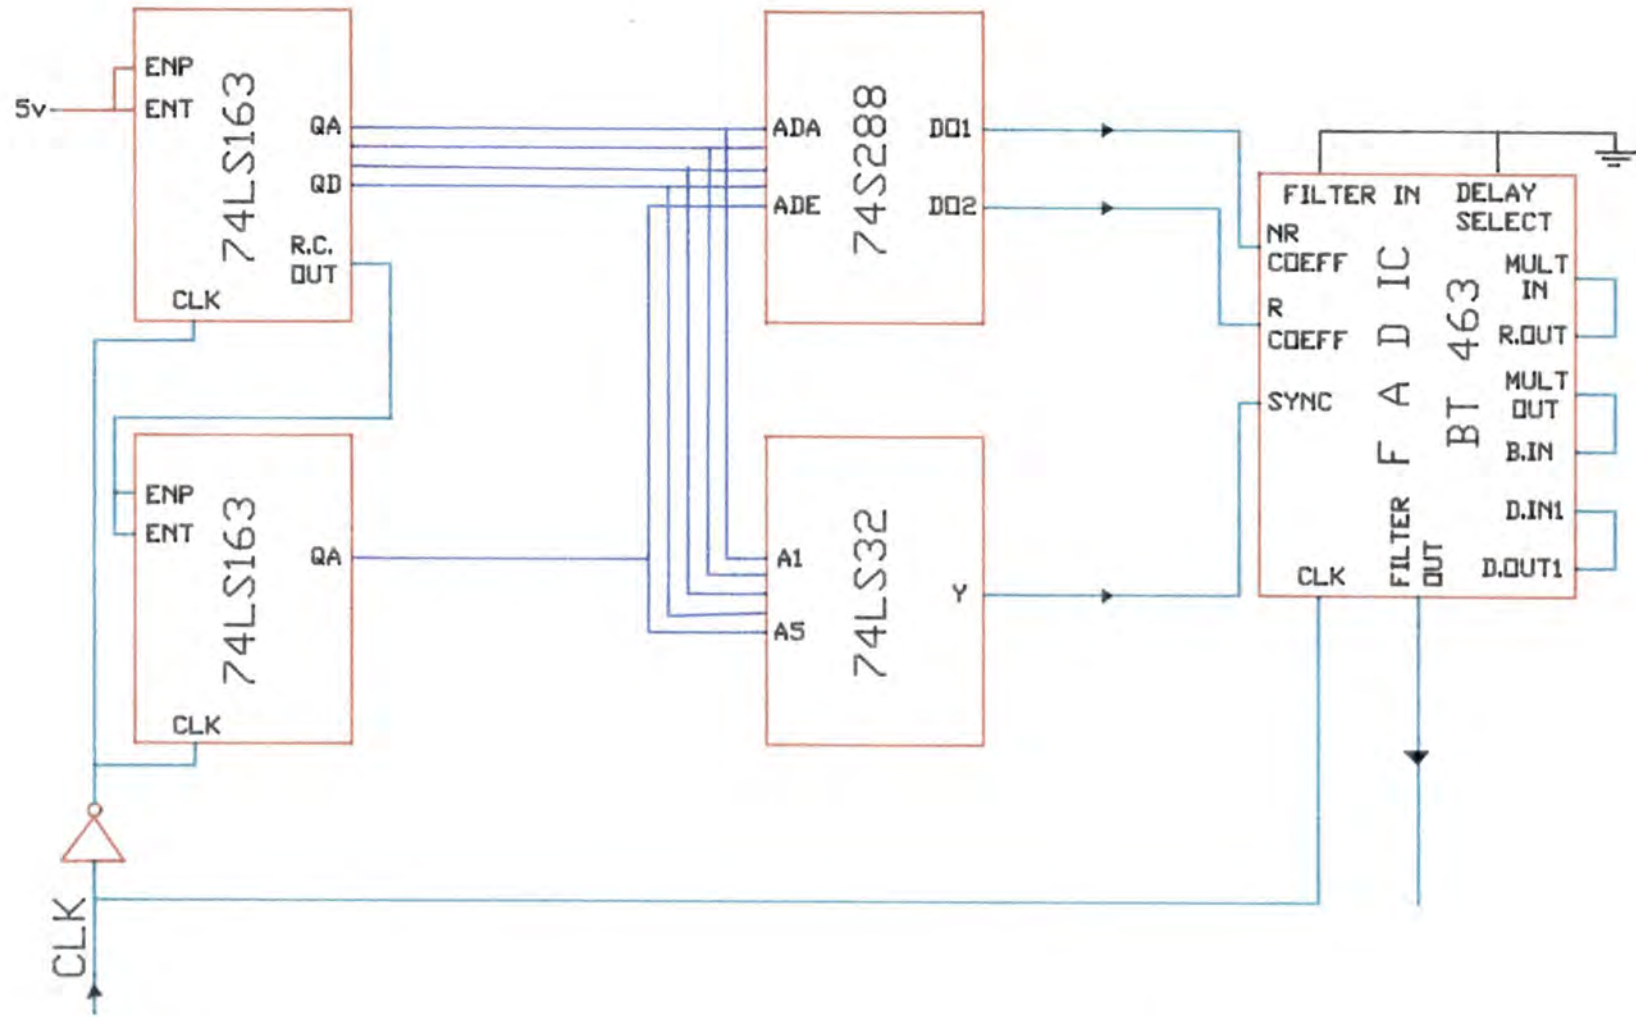 5v
ENP
ENT
74LS163
QA
QD
R.C.
OUT
CLK
ENP
ENT
74LS163
QA
CLK
CLK
ADA
ADE
74S288
DO1
DO2
A1
A5
74LS32
Y
FILTER IN
DELAY
SELECT
NR
COEFF
R
COEFF
SYNC
FAD IC
BT 463
MULT
IN
R.OUT
MULT
OUT
B.IN
D.IN1
D.OUT1
CLK
FILTER
OUT